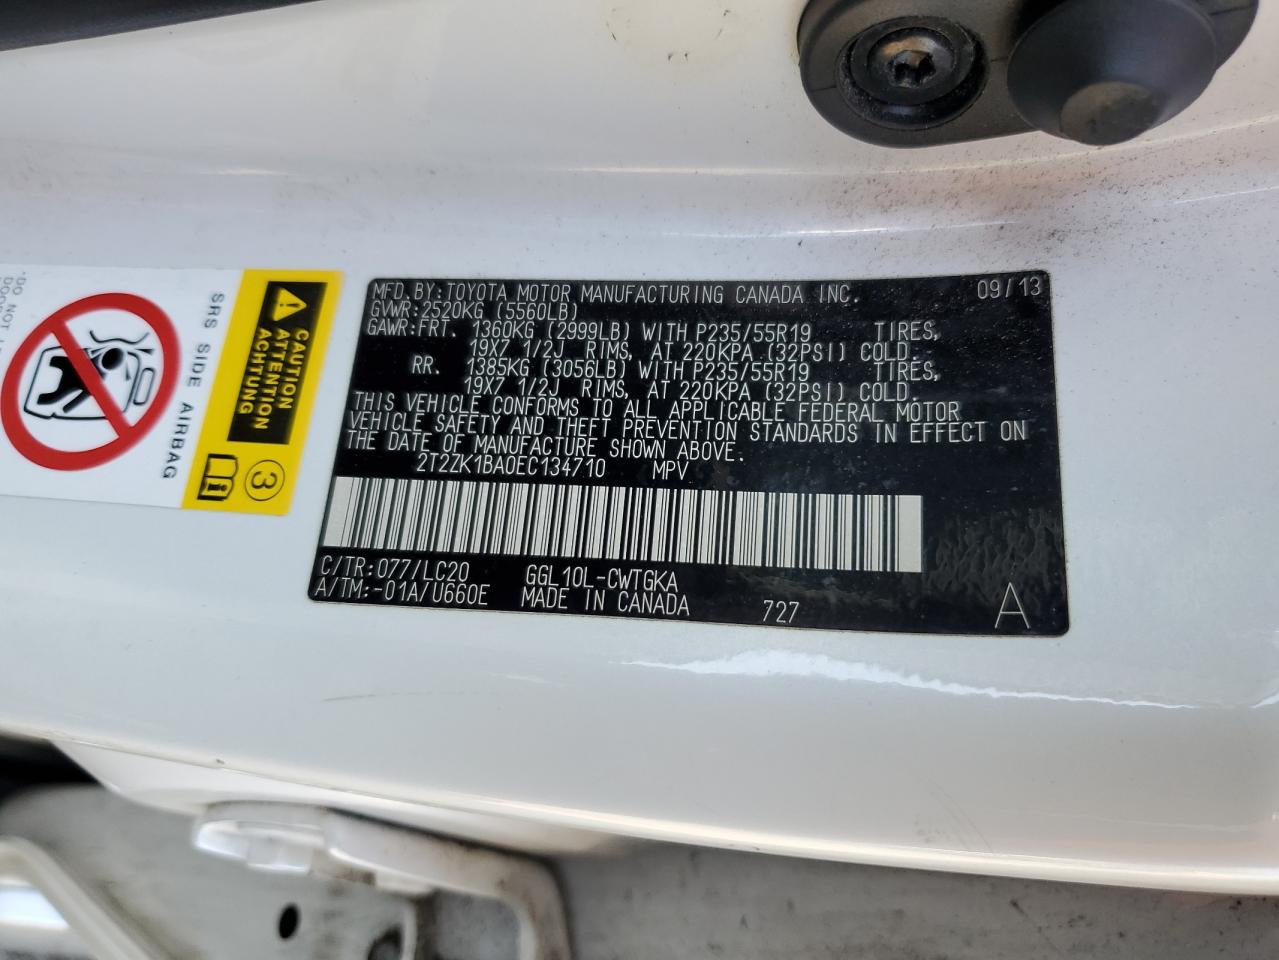 MFD.BY:TOYOTA MOTOR MANUFACTURING CANADA INC. 09/13
GVWR:2520KG (5560LB)
GAWR:FRT. 1360KG (2999LB) WITH P235/55R19 TIRES,
19X7 1/2J RIMS, AT 220KPA (32PSI) COLD.
RR. 1385KG (3056LB) WITH P235/55R19 TIRES,
19X7 1/2J RIMS, AT 220KPA (32PSI) COLD.
THIS VEHICLE CONFORMS TO ALL APPLICABLE FEDERAL MOTOR
VEHICLE SAFETY AND THEFT PREVENTION STANDARDS IN EFFECT ON
THE DATE OF MANUFACTURE SHOWN ABOVE.
2T2ZK1BA0EC134710 MPV
C/TR:077/LC20 GGL10L-CWTGKA
A/TM:-01A/U660E MADE IN CANADA 727
A
CAUTION
ATTENTION
ACHTUNG
3
SRS SIDE AIRBAG
*DO NOT